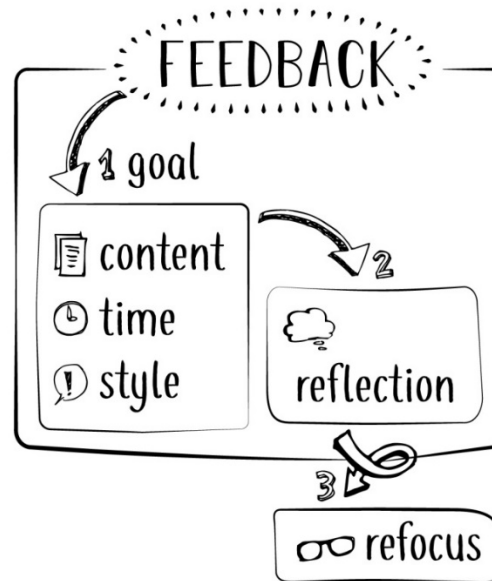 FEEDBACK
1 goal
content
time
style
2
reflection
3
refocus